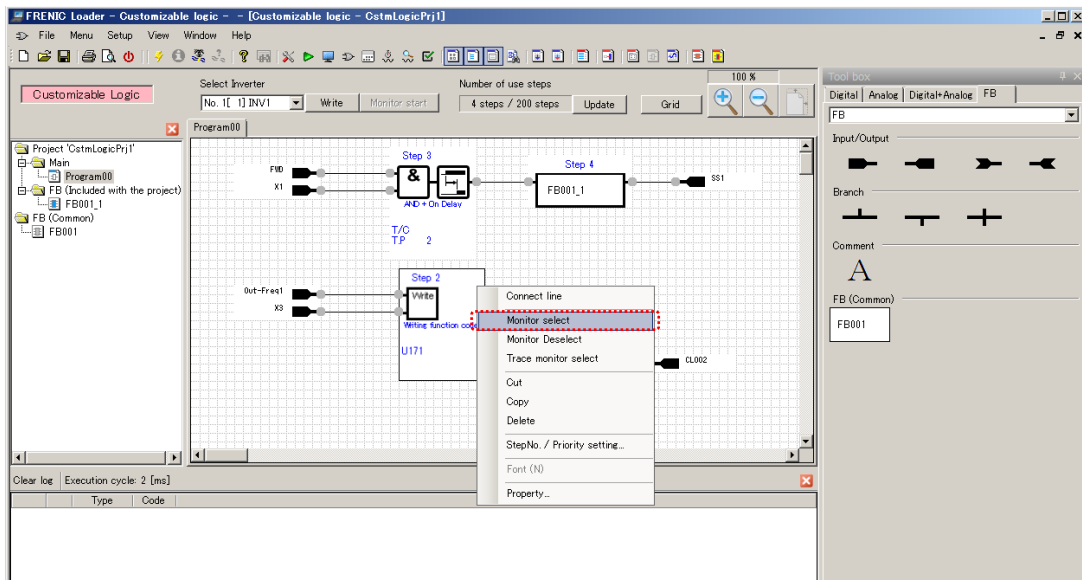 FRENIC Loader - Customizable logic - - [Customizable logic - CstmLogicPrj1]
File Menu Setup View Window Help
Customizable Logic
Select Inverter
No. 1[ 1] INV1
Write
Monitor start
Number of use steps
4 steps / 200 steps
Update
Grid
100 %
Project 'CstmLogicPrj1'
Main
Program00
FB (Included with the project)
FB001_1
FB (Common)
FB001
Program00
Step 3
FWD
X1
&
AND + On Delay
T/C
T.P 2
Step 4
FB001_1
SS1
Step 2
Out-Freq1
X3
Write
Writing function code
U171
CLO02
Connect line
Monitor select
Monitor Deselect
Trace monitor select
Cut
Copy
Delete
StepNo. / Priority setting...
Font (N)
Property...
Tool box
Digital Analog Digital+Analog FB
FB
Input/Output
Branch
Comment
A
FB (Common)
FB001
Clear log Execution cycle: 2 [ms]
Type Code